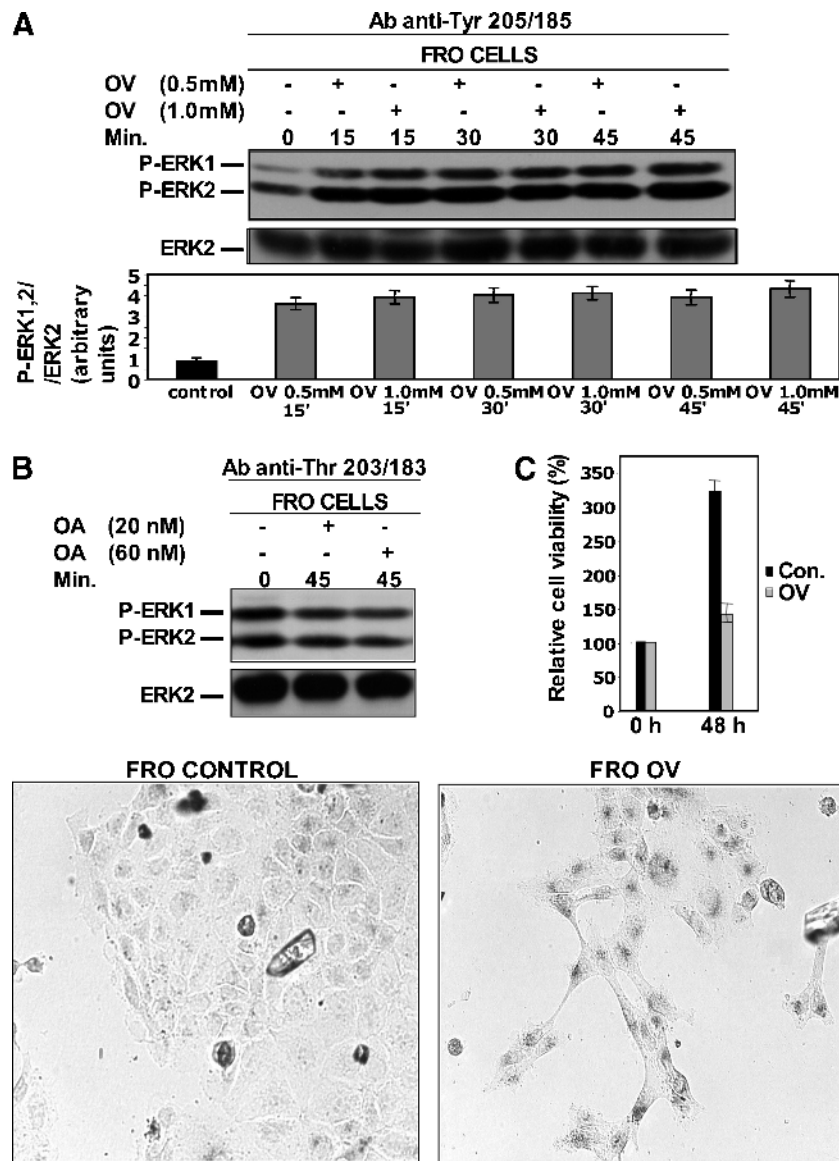 A
Ab anti-Tyr 205/185
FRO CELLS
OV (0.5mM) - + - + - + -
OV (1.0mM) - - + - + - +
Min. 0 15 15 30 30 45 45
P-ERK1
P-ERK2
ERK2
P-ERK1,2/
/ERK2
(arbitrary
units)
5
4
3
2
1
0
control
OV 0.5mM
15'
OV 1.0mM
15'
OV 0.5mM
30'
OV 1.0mM
30'
OV 0.5mM
45'
OV 1.0mM
45'
B
Ab anti-Thr 203/183
FRO CELLS
OA (20 nM) - + -
OA (60 nM) - - +
Min. 0 45 45
P-ERK1
P-ERK2
ERK2
C
Relative cell viability (%)
350
300
250
200
150
100
50
0
0 h
48 h
Con.
OV
FRO CONTROL
FRO OV